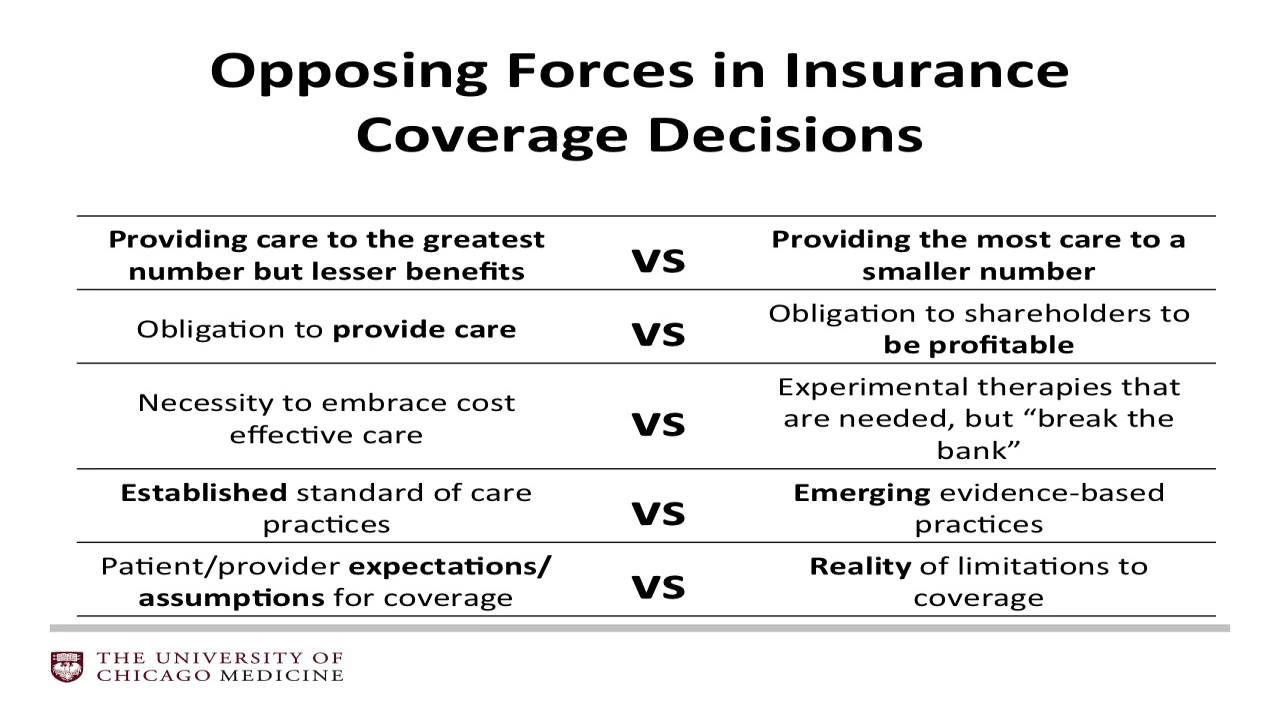 Opposing Forces in Insurance
Coverage Decisions
Providing care to the greatest
number but lesser benefits
vs
Providing the most care to a
smaller number
Obligation to provide care
vs
Obligation to shareholders to
be profitable
Necessity to embrace cost
effective care
vs
Experimental therapies that
are needed, but “break the
bank”
Established standard of care
practices
vs
Emerging evidence-based
practices
Patient/provider expectations/
assumptions for coverage
vs
Reality of limitations to
coverage
THE UNIVERSITY OF
CHICAGO MEDICINE